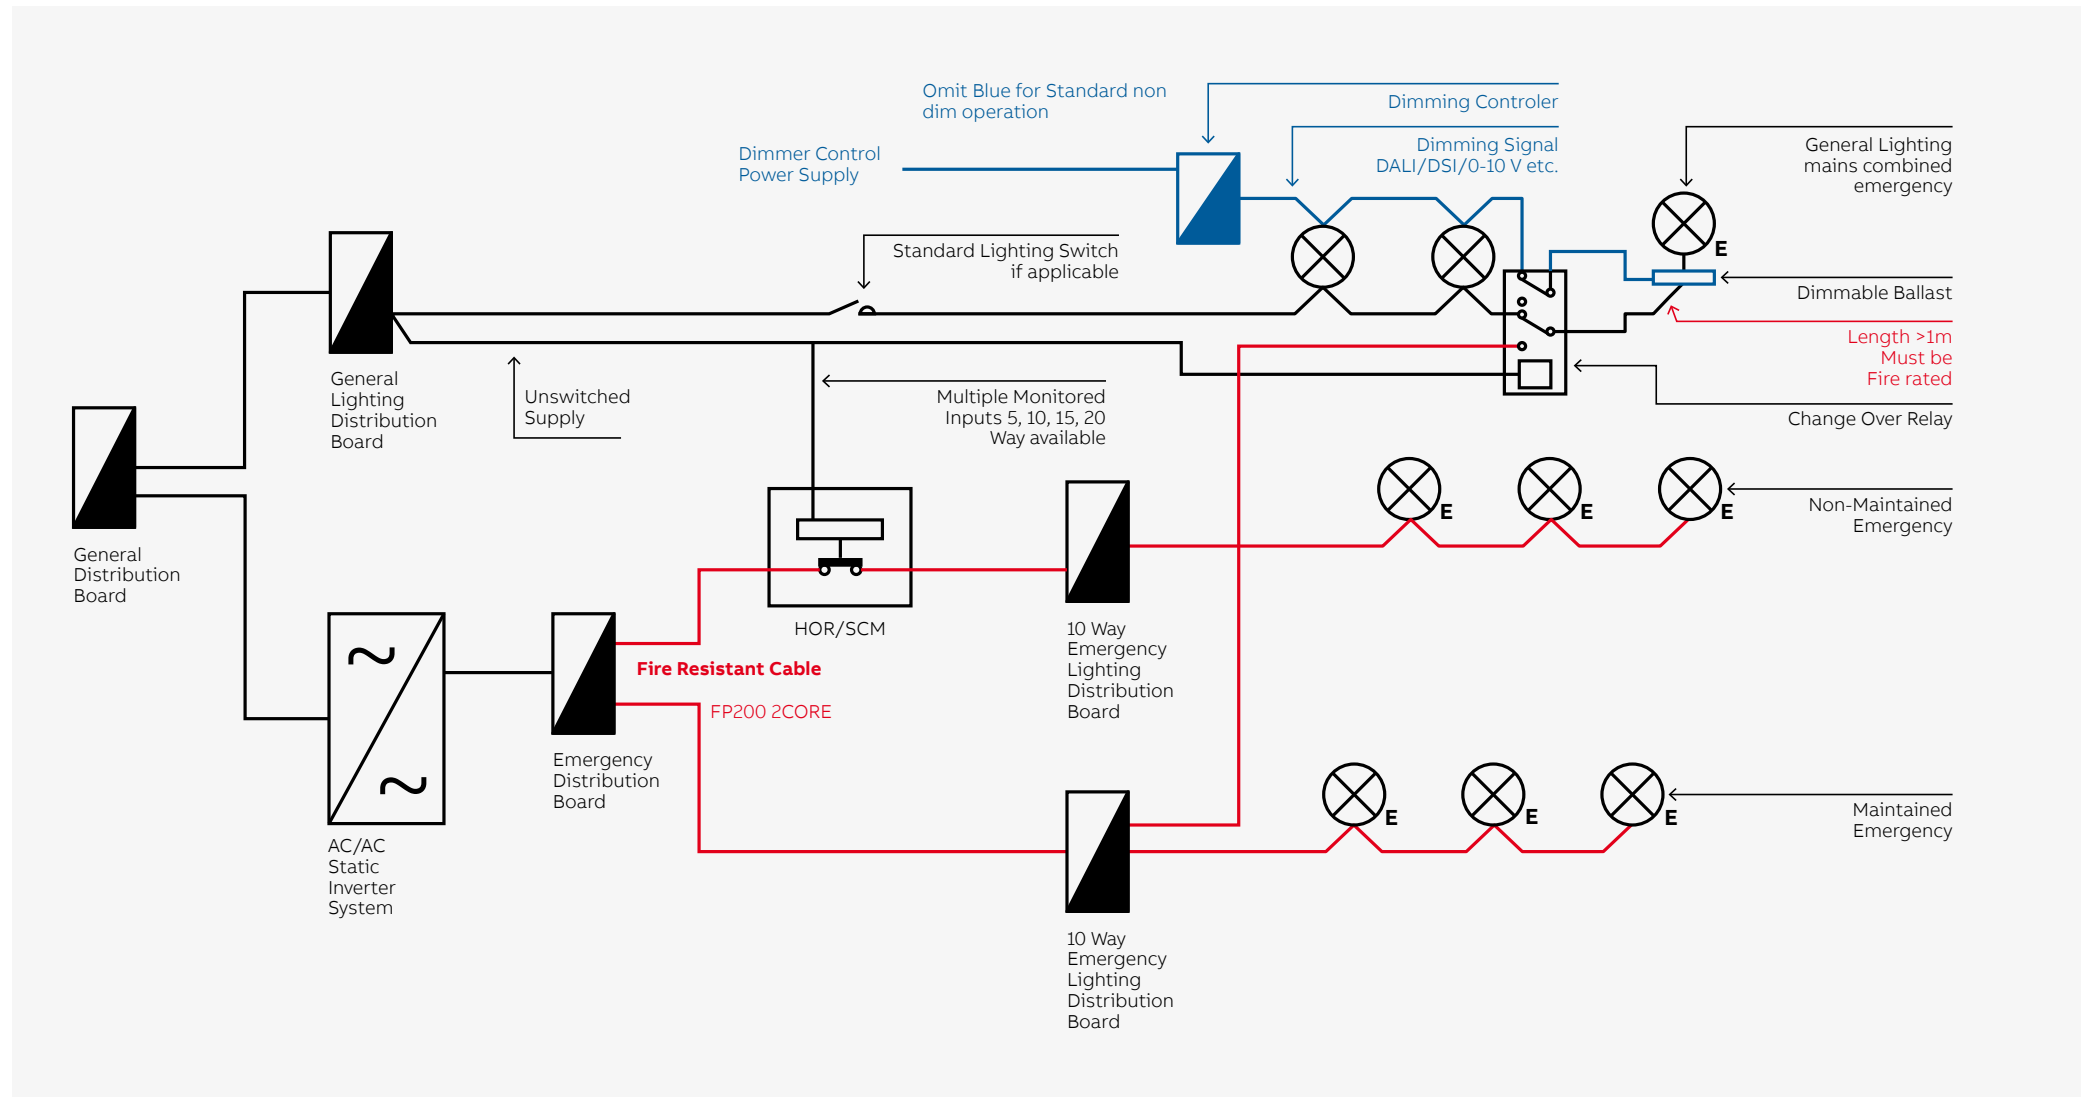 Omit Blue for Standard non
dim operation
Dimming Controler
Dimmer Control
Power Supply
Dimming Signal
DALI/DSI/0-10 V etc.
General Lighting
mains combined
emergency
E
Standard Lighting Switch
if applicable
Dimmable Ballast
Length >1m
Must be
Fire rated
Change Over Relay
General
Lighting
Distribution
Board
Unswitched
Supply
Multiple Monitored
Inputs 5, 10, 15, 20
Way available
E
E
E
Non-Maintained
Emergency
General
Distribution
Board
HOR/SCM
10 Way
Emergency
Lighting
Distribution
Board
Fire Resistant Cable
FP200 2CORE
Emergency
Distribution
Board
E
E
E
Maintained
Emergency
AC/AC
Static
Inverter
System
10 Way
Emergency
Lighting
Distribution
Board